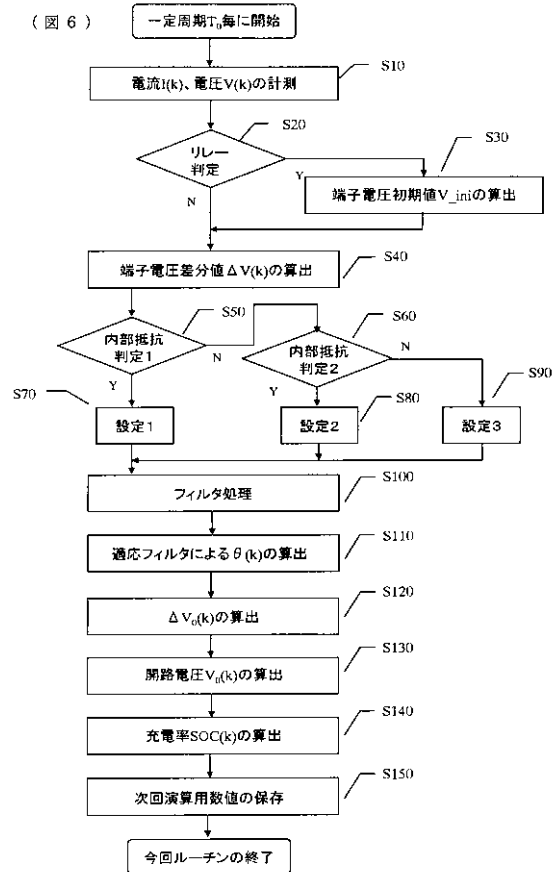 (図6)
一定周期T₀毎に開始
S10
電流I(k)、電圧V(k)の計測
S20
リレー
判定
S30
Y
端子電圧初期値V_iniの算出
N
S40
端子電圧差分値ΔV(k)の算出
S50
内部抵抗
判定1
N
S60
内部抵抗
判定2
N
Y
Y
S70
設定1
S80
設定2
S90
設定3
S100
フィルタ処理
S110
適応フィルタによるθ(k)の算出
S120
ΔV₀(k)の算出
S130
開路電圧V₀(k)の算出
S140
充電率SOC(k)の算出
S150
次回演算用数値の保存
今回ルーチンの終了